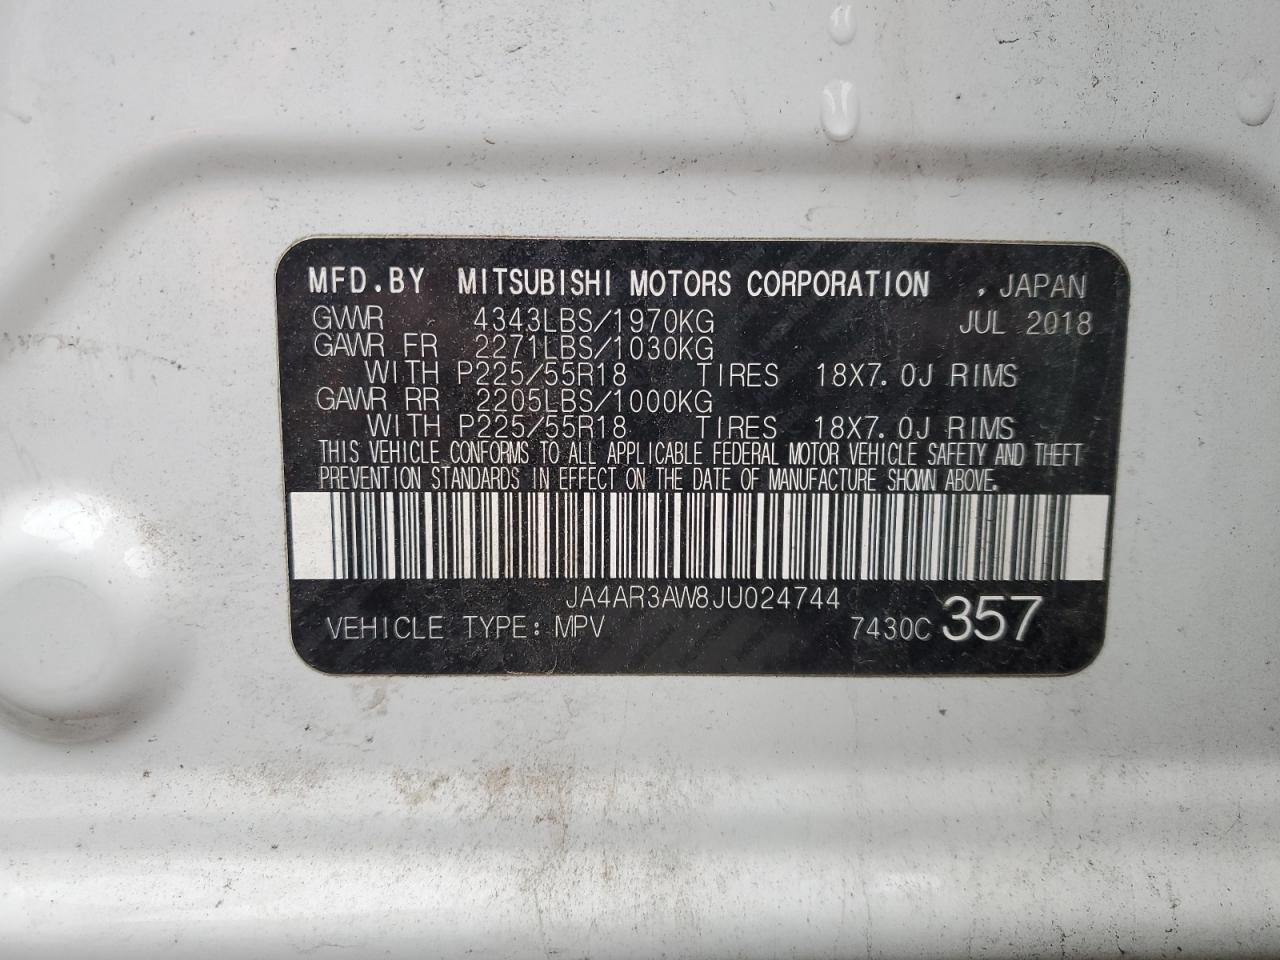 MFD.BY MITSUBISHI MOTORS CORPORATION , JAPAN
GVWR 4343LBS/1970KG JUL 2018
GAWR FR 2271LBS/1030KG
WITH P225/55R18 TIRES 18X7.0J RIMS
GAWR RR 2205LBS/1000KG
WITH P225/55R18 TIRES 18X7.0J RIMS
THIS VEHICLE CONFORMS TO ALL APPLICABLE FEDERAL MOTOR VEHICLE SAFETY AND THEFT
PREVENTION STANDARDS IN EFFECT ON THE DATE OF MANUFACTURE SHOWN ABOVE.
JA4AR3AW8JU024744
VEHICLE TYPE: MPV 7430C 357